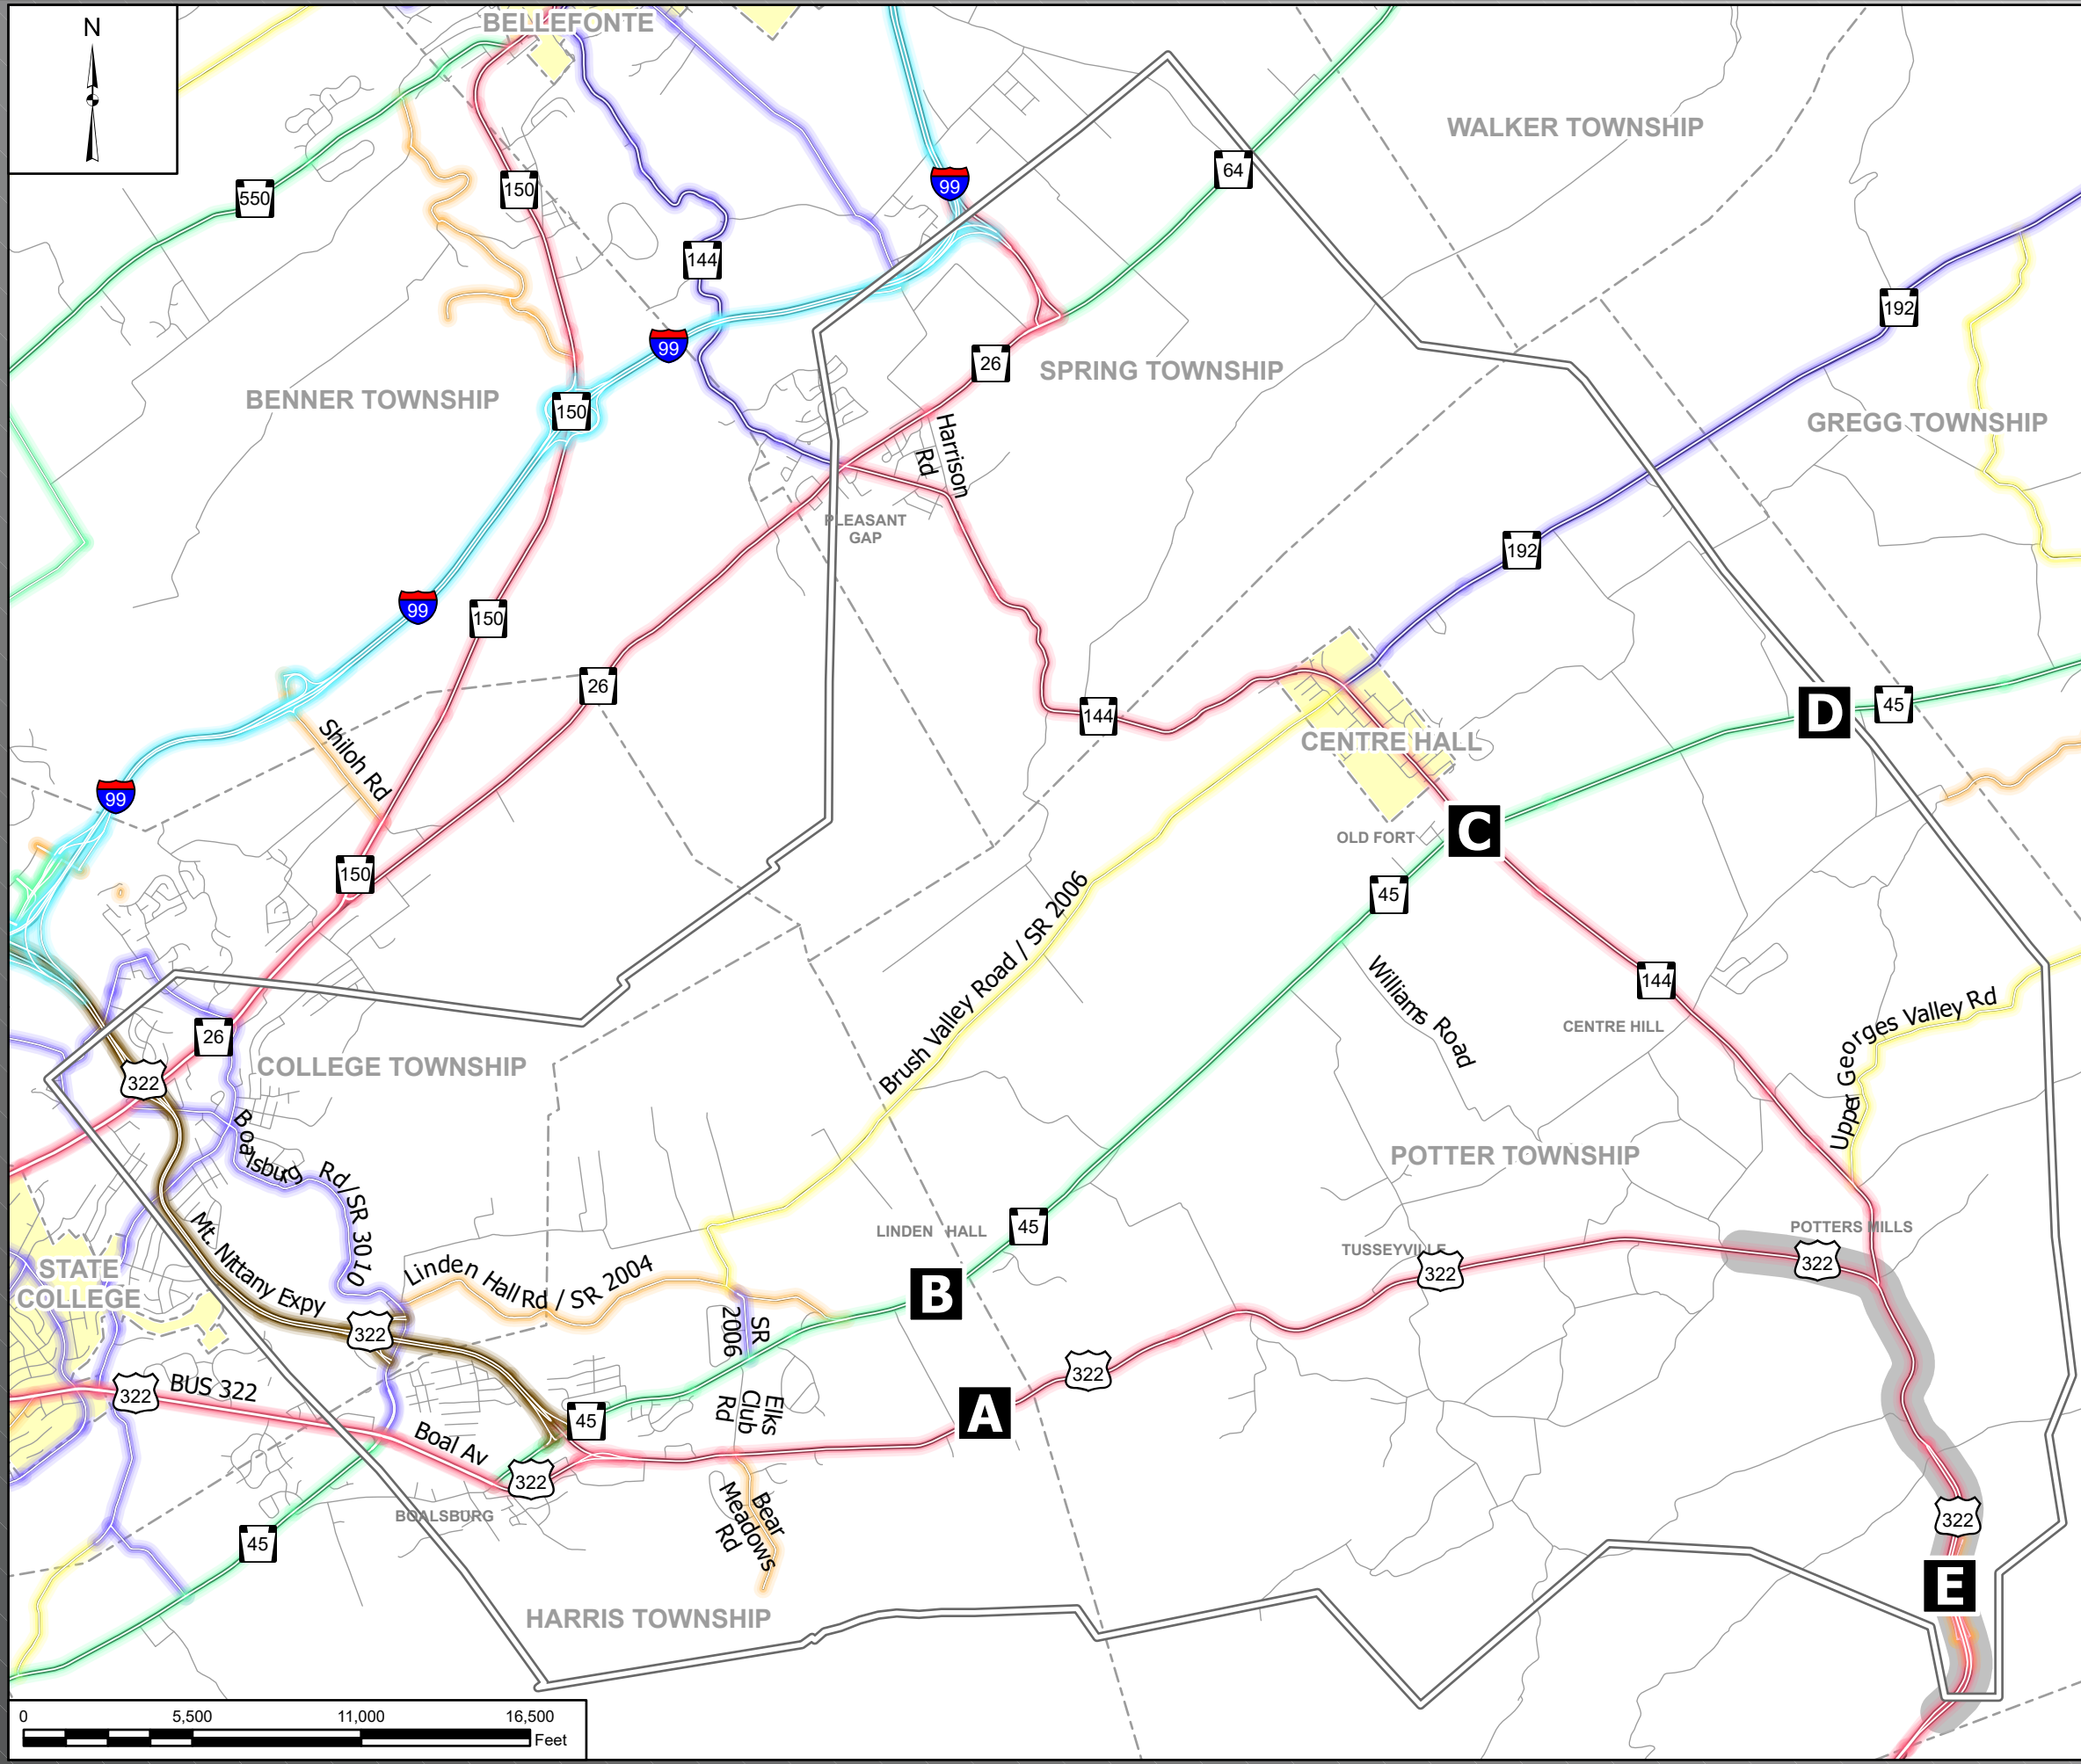 BELLEFONTE
N
WALKER TOWNSHIP
64
99
150
550
144
192
99
26
SPRING TOWNSHIP
BENNER TOWNSHIP
150
GREGG TOWNSHIP
Harrison
Rd
PLEASANT
GAP
192
99
150
26
144
45
D
CENTRE HALL
Shiloh Rd
99
OLD FORT
C
150
45
Brush Valley Road / SR 2006
Williams Road
144
Upper Georges Valley Rd
CENTRE HILL
26
COLLEGE TOWNSHIP
322
Boalsburg Rd/SR 3010
POTTER TOWNSHIP
LINDEN HALL
45
POTTERS MILLS
TUSSEYVILLE
322
322
STATE
COLLEGE
Mt. Nittany Expy
Linden Hall Rd / SR 2004
B
322
SR
2006
322
BUS 322
322
A
Elks
Club
Rd
45
Boal Av
322
BOALSBURG
Bear
Meadows
Rd
45
322
E
HARRIS TOWNSHIP
0 5,500 11,000 16,500
Feet